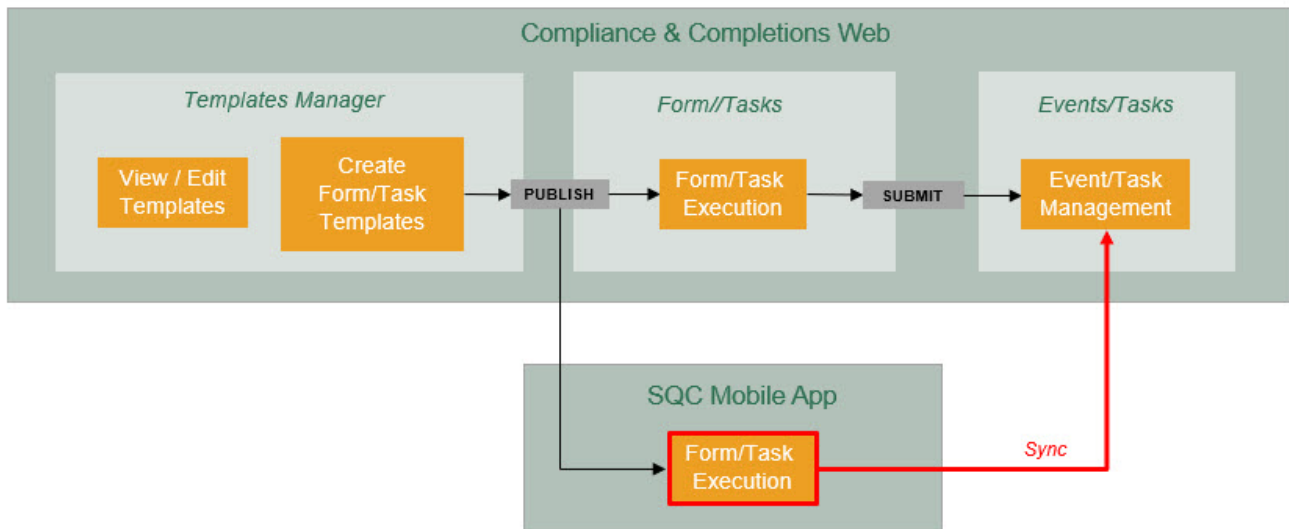 Compliance & Completions Web
Templates Manager
Form//Tasks
Events/Tasks
View / Edit
Templates
Create
Form/Task
Templates
PUBLISH
Form/Task
Execution
SUBMIT
Event/Task
Management
SQC Mobile App
Form/Task
Execution
Sync